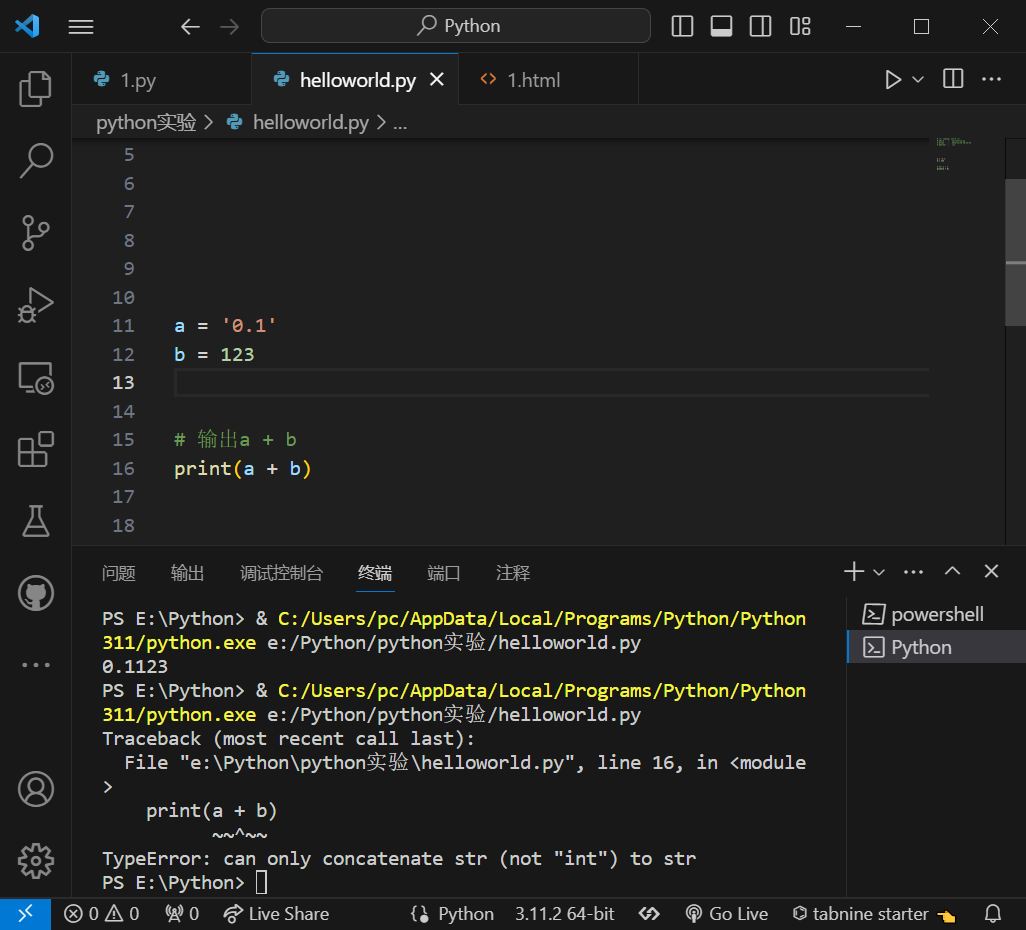 Python
1.py
helloworld.py
1.html
python实验 > helloworld.py > ...
5
6
7
8
9
10
11 a = '0.1'
12 b = 123
13
14
15 # 输出a + b
16 print(a + b)
17
18
问题 输出 调试控制台 终端 端口 注释
PS E:\Python> & C:/Users/pc/AppData/Local/Programs/Python/Python
311/python.exe e:/Python/python实验/helloworld.py
0.1123
PS E:\Python> & C:/Users/pc/AppData/Local/Programs/Python/Python
311/python.exe e:/Python/python实验/helloworld.py
Traceback (most recent call last):
File "e:\Python\python实验\helloworld.py", line 16, in <module
>
print(a + b)
~~^~~
TypeError: can only concatenate str (not "int") to str
PS E:\Python>
powershell
Python
0 0 0 Live Share Python 3.11.2 64-bit Go Live tabnine starter